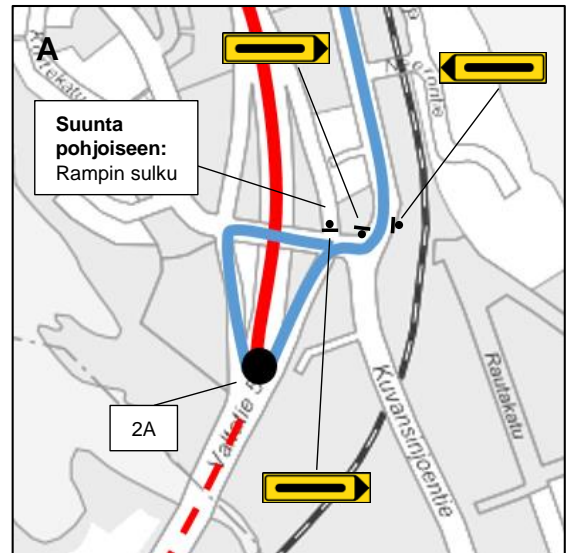 A
Suunta
pohjoiseen:
Rampin sulku
2A
Valtatie 5
Kuvansinjoentie
Rautakatu